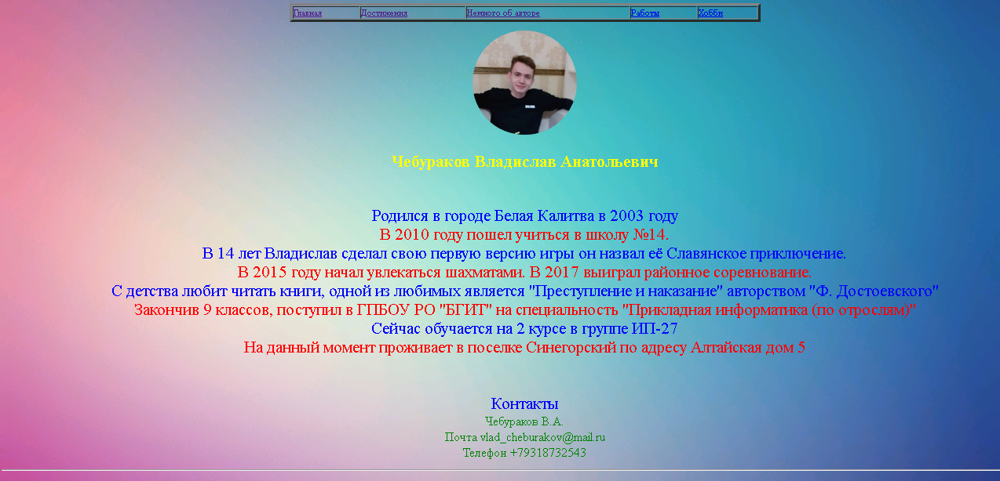 Главная Достижения Немного об авторе Работы Хобби
Чебураков Владислав Анатольевич
Родился в городе Белая Калитва в 2003 году
В 2010 году пошел учиться в школу №14.
В 14 лет Владислав сделал свою первую версию игры он назвал её Славянское приключение.
В 2015 году начал увлекаться шахматами. В 2017 выиграл районное соревнование.
С детства любит читать книги, одной из любимых является "Преступление и наказание" авторством "Ф. Достоевского"
Закончив 9 классов, поступил в ГПБОУ РО "БГИТ" на специальность "Прикладная информатика (по отрослям)"
Сейчас обучается на 2 курсе в группе ИП-27
На данный момент проживает в поселке Синегорский по адресу Алтайская дом 5
Контакты
Чебураков В.А.
Почта vlad_cheburakov@mail.ru
Телефон +79318732543